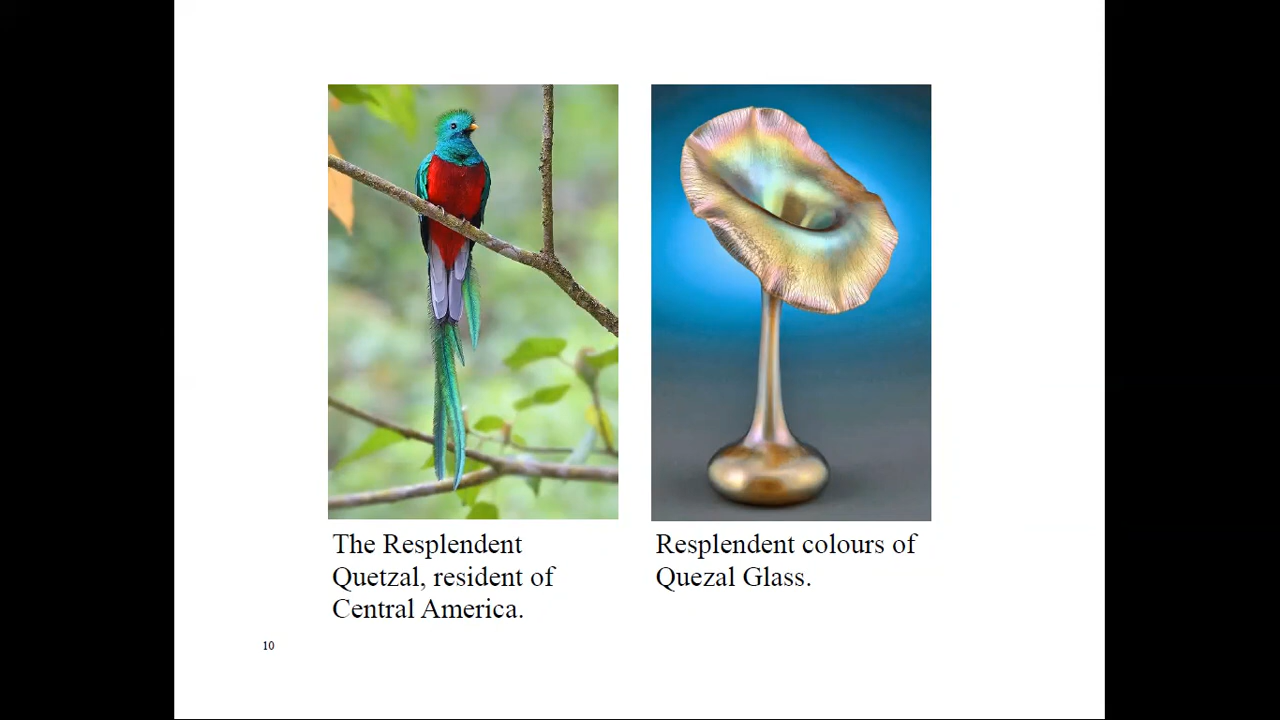 The Resplendent
Quetzal, resident of
Central America.
Resplendent colours of
Quezal Glass.
10